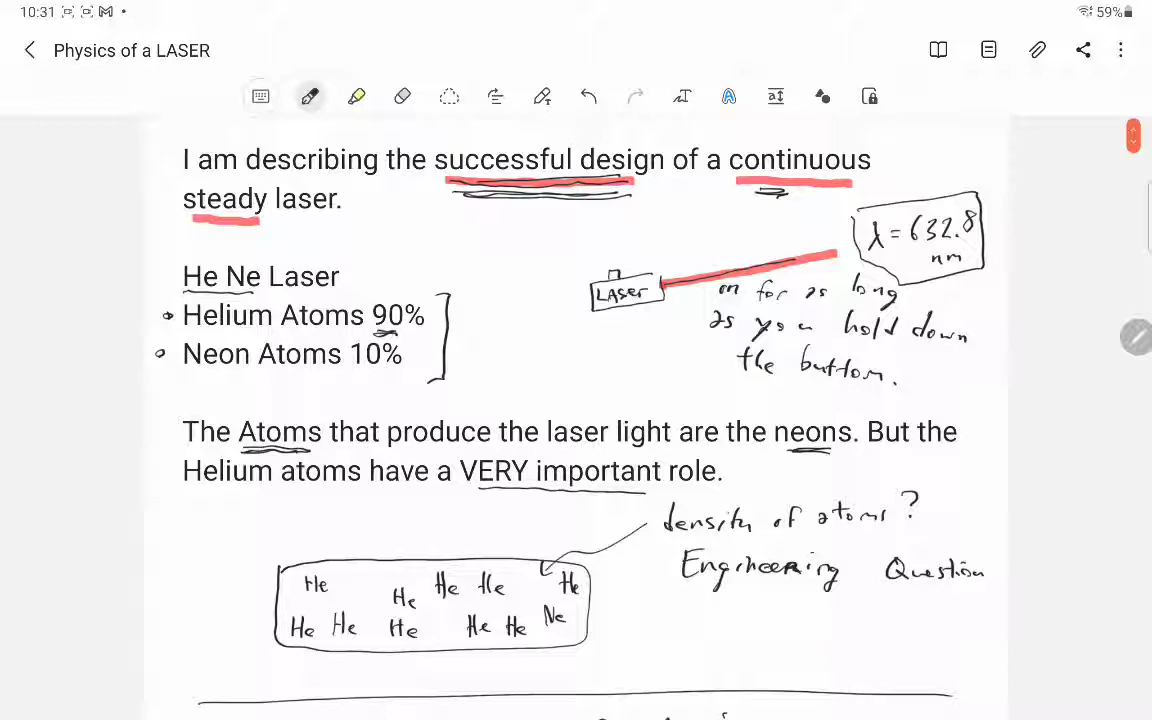 10:31
59%
Physics of a LASER
I am describing the successful design of a continuous
steady laser.
λ = 632.8
nm
He Ne Laser
LASER
on for as long
as you hold down
the button.
Helium Atoms 90%
Neon Atoms 10%
The Atoms that produce the laser light are the neons. But the
Helium atoms have a VERY important role.
density of atoms?
Engineering Question
He He He He He
He He He He He Ne